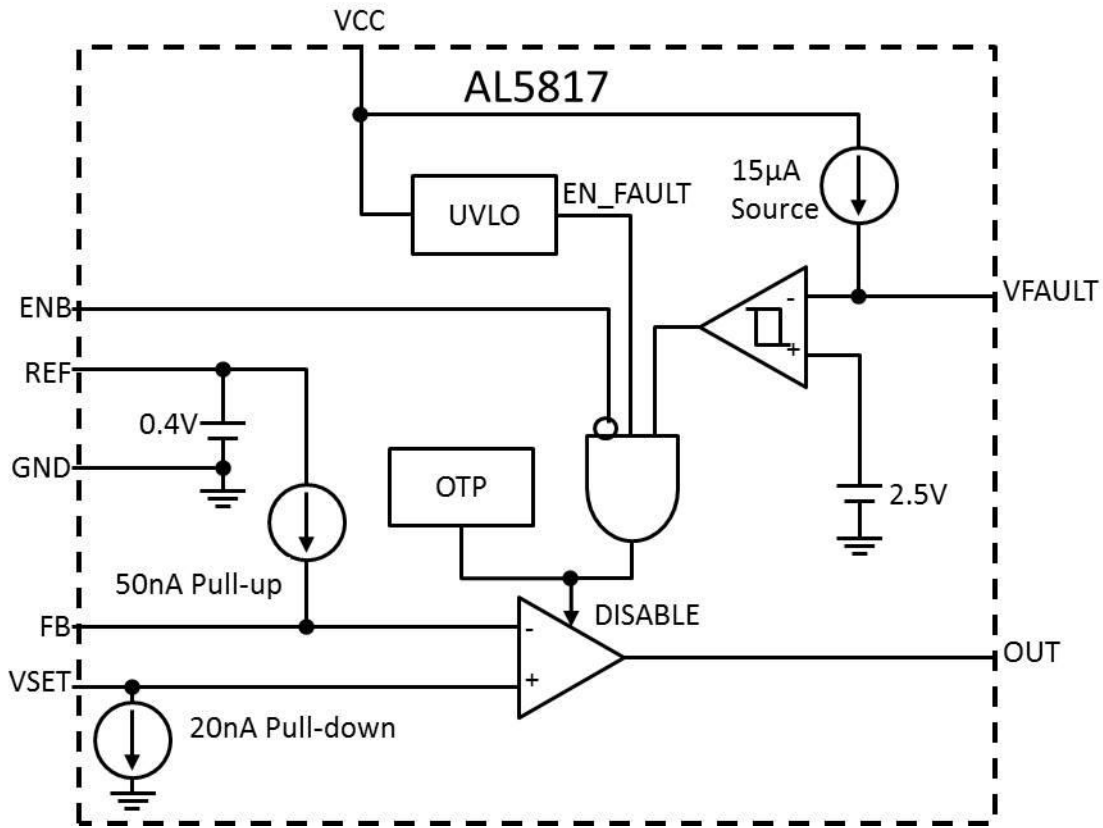 VCC
AL5817
15µA
Source
EN_FAULT
UVLO
ENB
-
VFAULT
+
REF
0.4V
GND
OTP
2.5V
50nA Pull-up
DISABLE
FB
-
OUT
VSET
+
20nA Pull-down